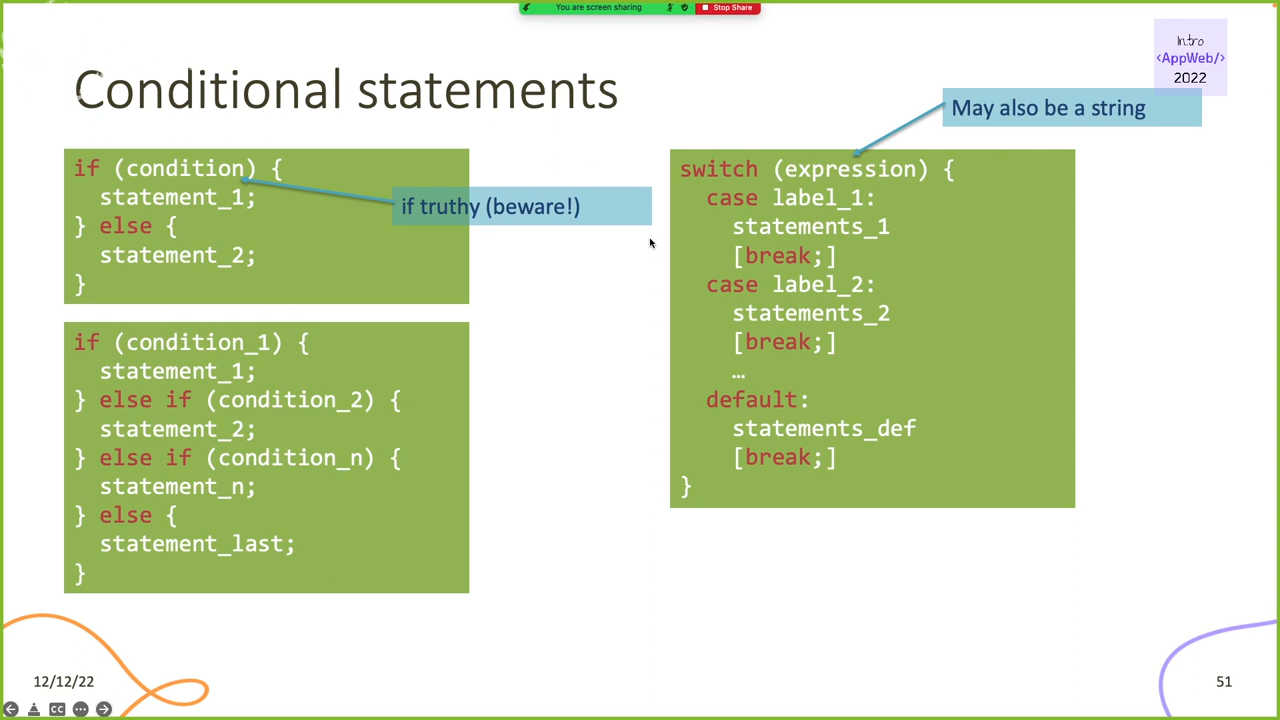 You are screen sharing
Stop Share
Intro
<AppWeb/>
2022
Conditional statements
May also be a string
if (condition) {
  statement_1;
} else {
  statement_2;
}
if truthy (beware!)
if (condition_1) {
  statement_1;
} else if (condition_2) {
  statement_2;
} else if (condition_n) {
  statement_n;
} else {
  statement_last;
}
switch (expression) {
  case label_1:
    statements_1
    [break;]
  case label_2:
    statements_2
    [break;]
    …
  default:
    statements_def
    [break;]
}
12/12/22
51
CC